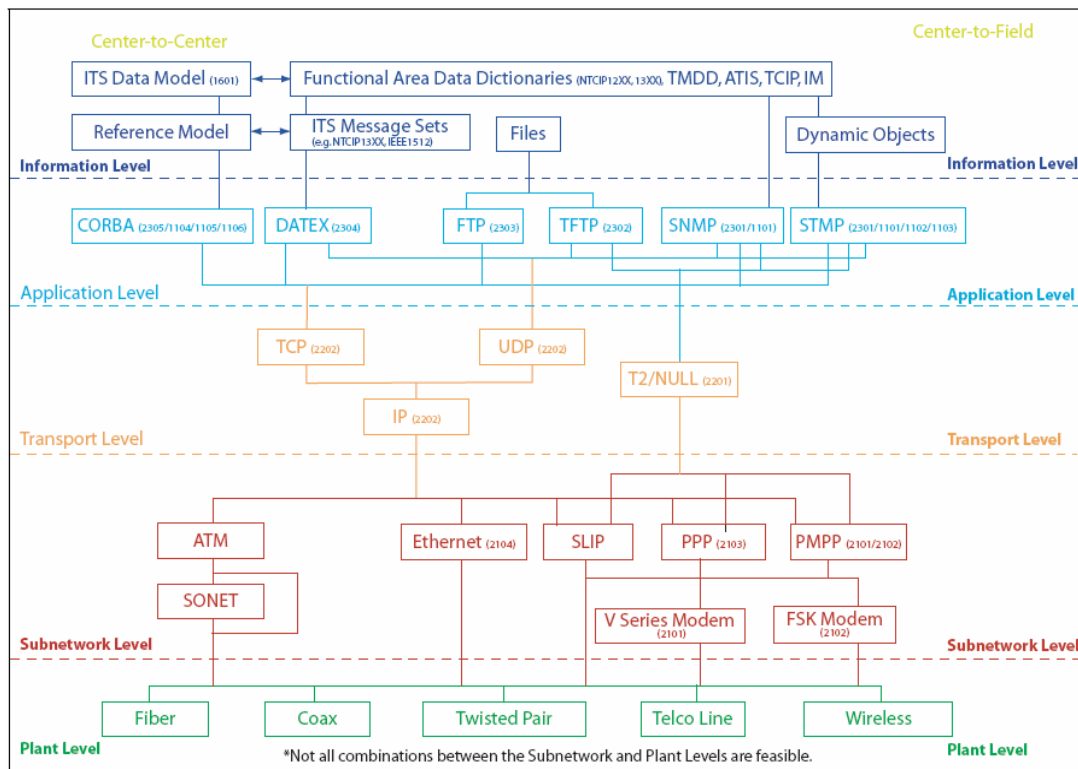 Center-to-Center
Center-to-Field
ITS Data Model (1601)
Functional Area Data Dictionaries (NTCIP12XX, 13XX), TMDD, ATIS, TCIP, IM
Reference Model
ITS Message Sets
(e.g. NTCIP13XX, IEEE1512)
Files
Dynamic Objects
Information Level
Information Level
CORBA (2305/1104/1105/1106)
DATEX (2304)
FTP (2303)
TFTP (2302)
SNMP (2301/1101)
STMP (2301/1101/1102/1103)
Application Level
Application Level
TCP (2202)
UDP (2202)
T2/NULL (2201)
IP (2202)
Transport Level
Transport Level
ATM
Ethernet (2104)
SLIP
PPP (2103)
PMPP (2101/2102)
SONET
V Series Modem
(2101)
FSK Modem
(2102)
Subnetwork Level
Subnetwork Level
Fiber
Coax
Twisted Pair
Telco Line
Wireless
Plant Level
*Not all combinations between the Subnetwork and Plant Levels are feasible.
Plant Level